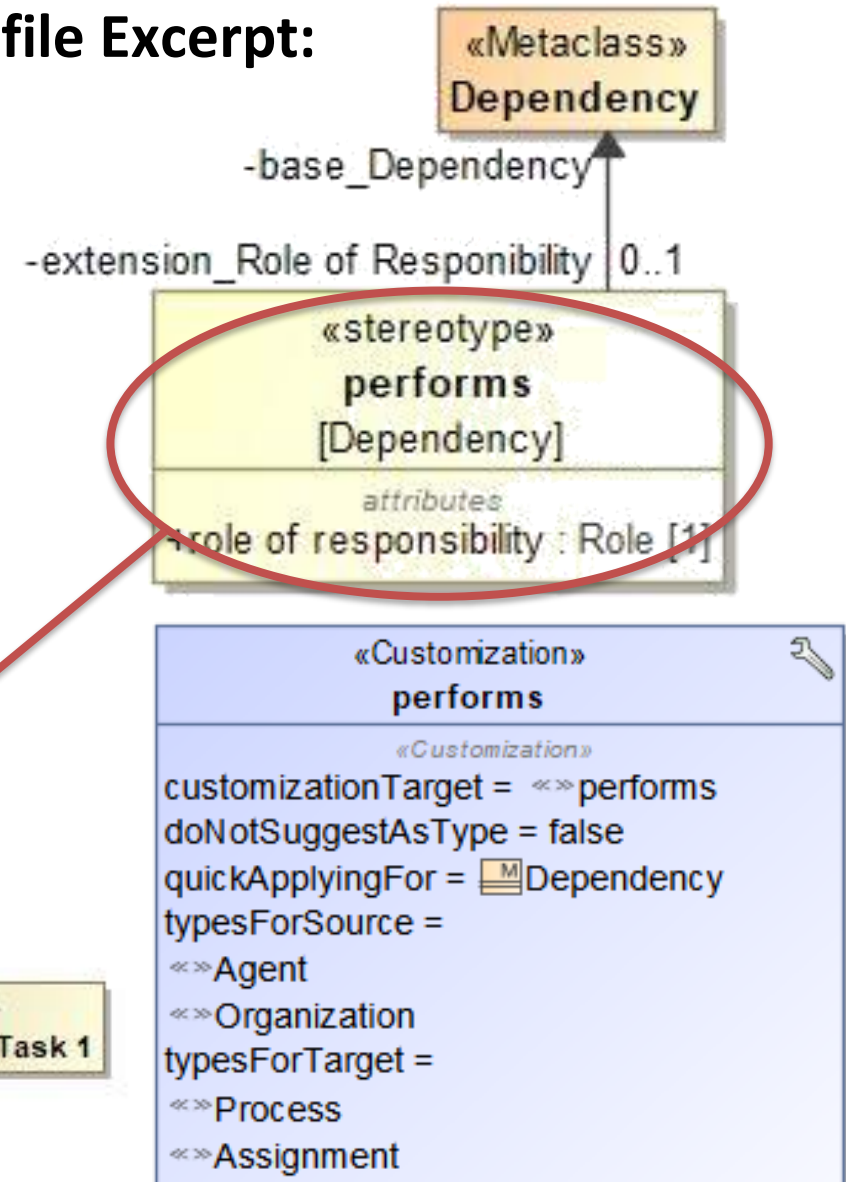 file Excerpt:
«Metaclass»
Dependency
-base_Dependency
-extension_Role of Responibility 0..1
«stereotype»
performs
[Dependency]
attributes
+role of responsibility : Role [1]
«Customization»
performs
«Customization»
customizationTarget = «»performs
doNotSuggestAsType = false
quickApplyingFor = M Dependency
typesForSource =
«»Agent
«»Organization
typesForTarget =
«»Process
«»Assignment
Task 1